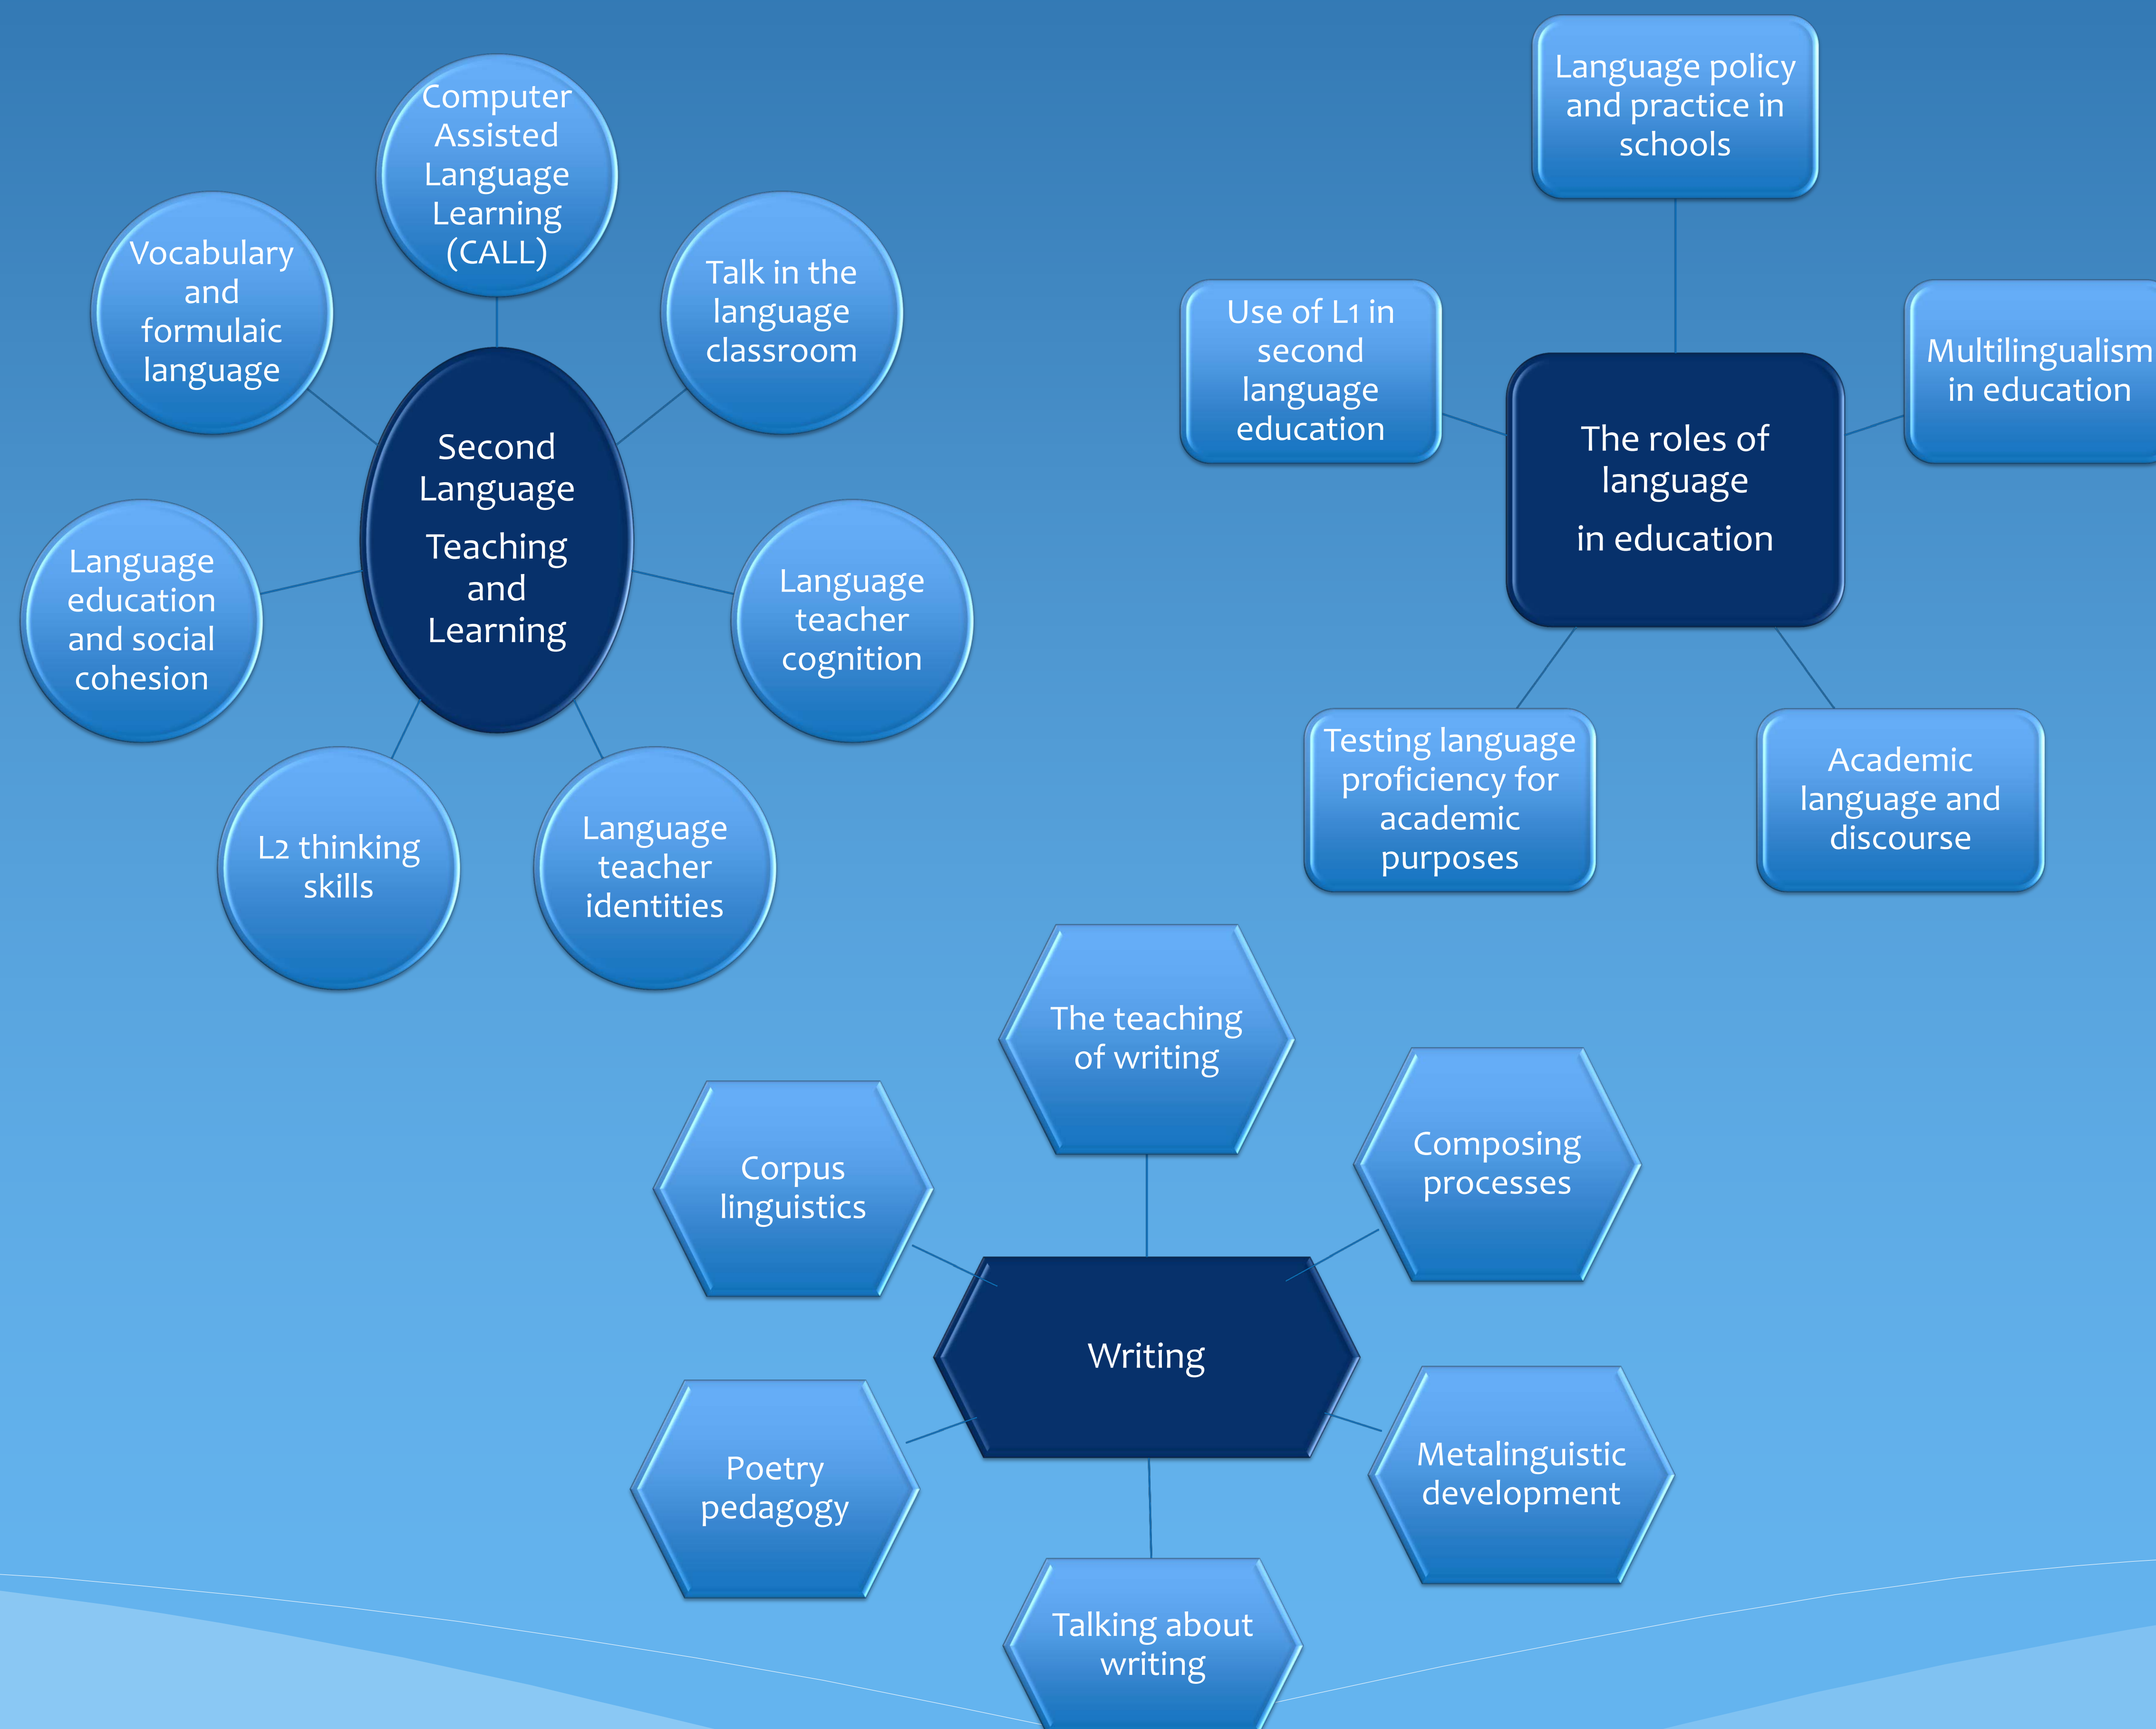 Computer
Assisted
Language
Learning
(CALL)
Talk in the
language
classroom
Language
teacher
cognition
Language
teacher
identities
L2 thinking
skills
Language
education
and social
cohesion
Vocabulary
and
formulaic
language
Second
Language
Teaching
and
Learning
Language policy
and practice in
schools
Multilingualism
in education
Academic
language and
discourse
Testing language
proficiency for
academic
purposes
Use of L1 in
second
language
education
The roles of
language
in education
The teaching
of writing
Composing
processes
Metalinguistic
development
Talking about
writing
Poetry
pedagogy
Corpus
linguistics
Writing